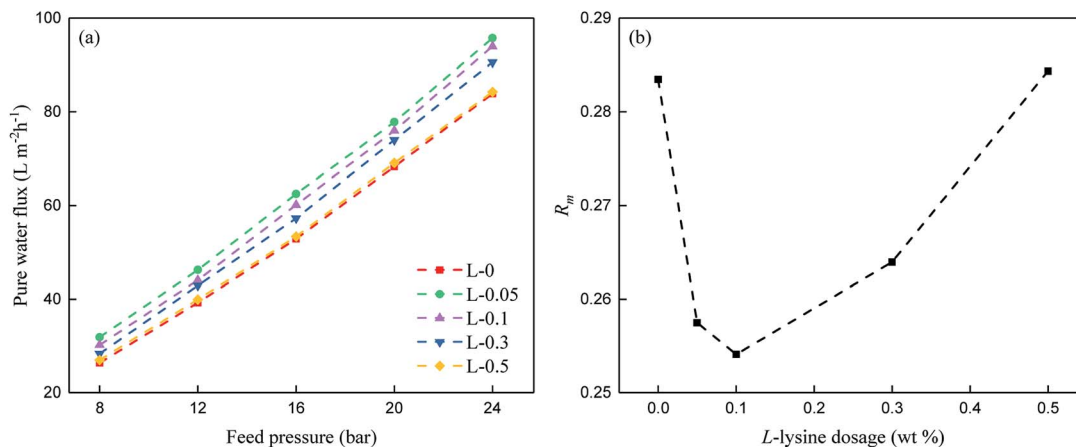 (a)
Pure water flux (L m⁻²h⁻¹)
100
80
60
40
20
8
12
16
20
24
Feed pressure (bar)
L-0
L-0.05
L-0.1
L-0.3
L-0.5
(b)
Rₘ
0.29
0.28
0.27
0.26
0.25
0.0
0.1
0.2
0.3
0.4
0.5
L-lysine dosage (wt %)